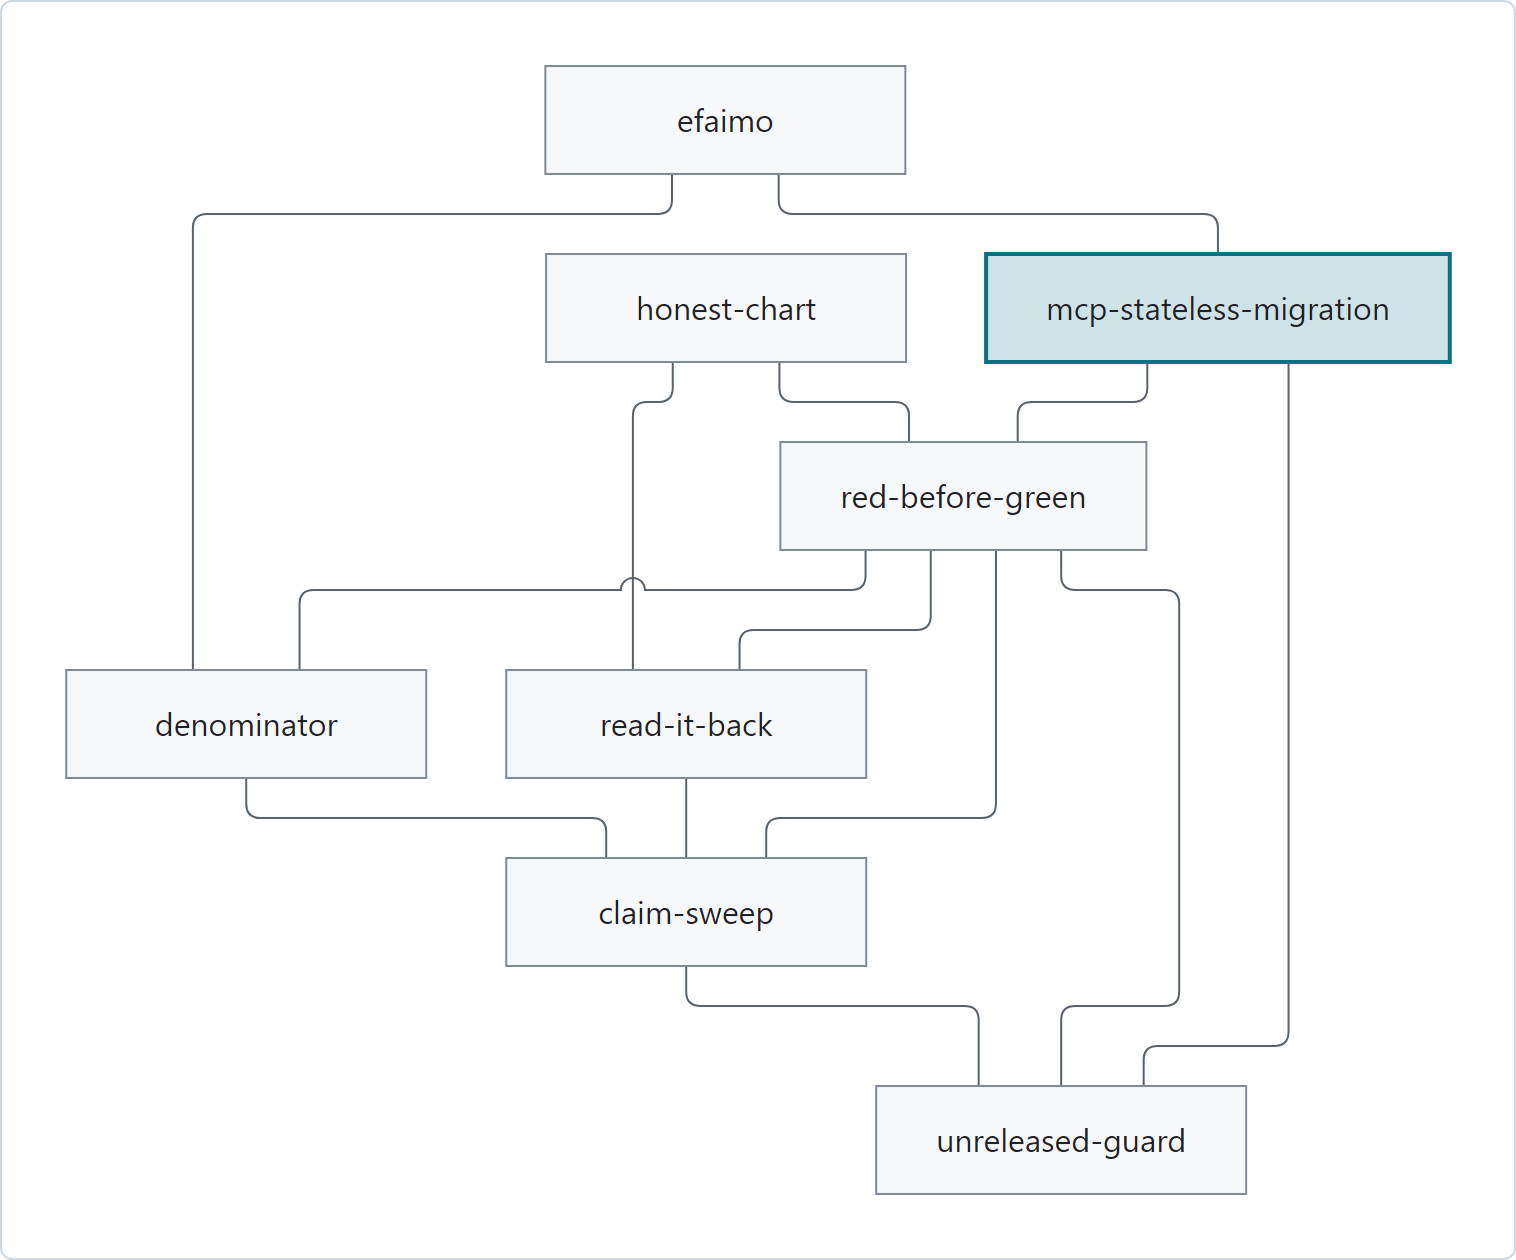 efaimo
honest-chart
mcp-stateless-migration
red-before-green
denominator
read-it-back
claim-sweep
unreleased-guard